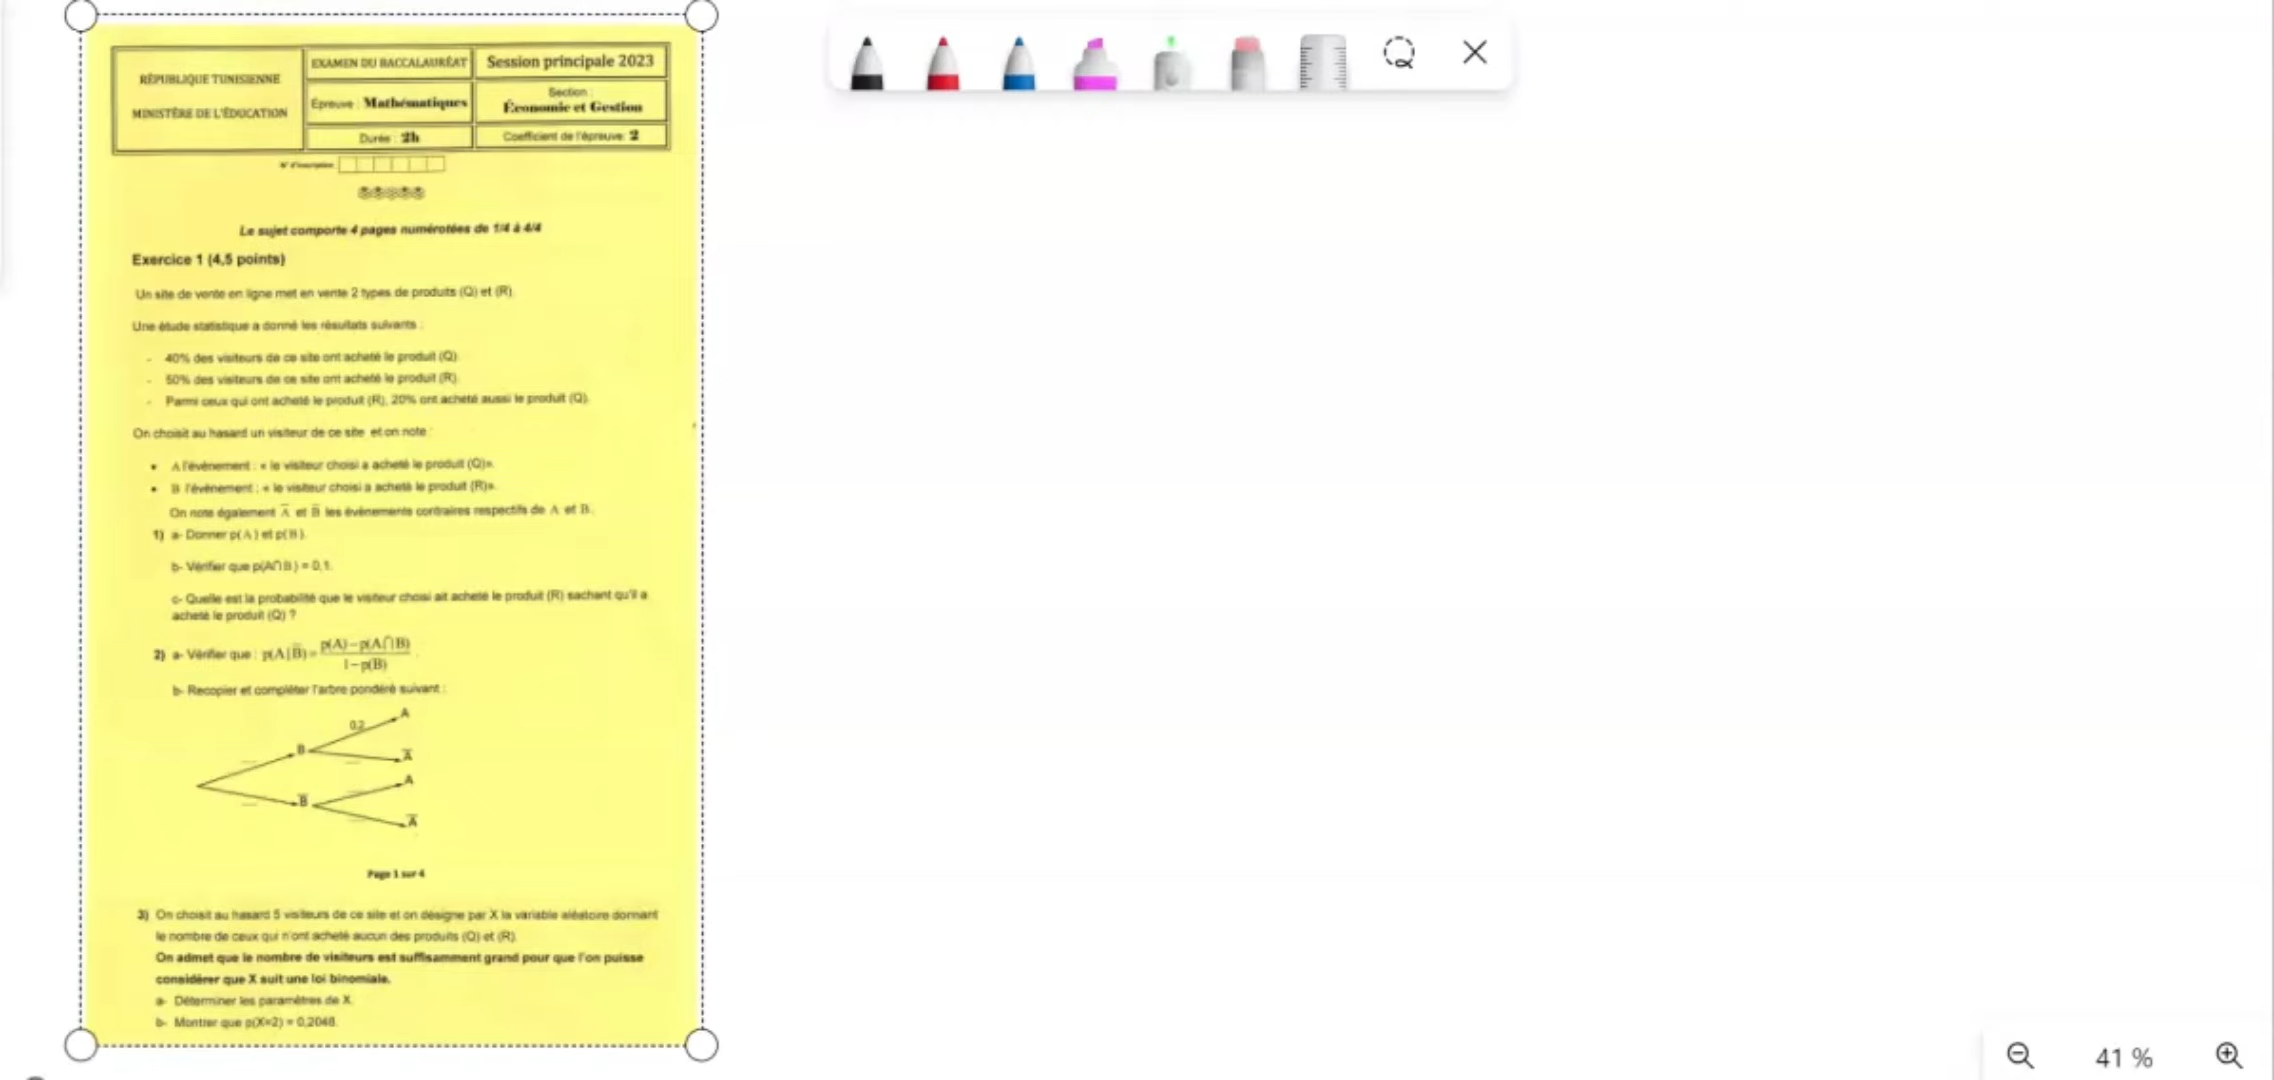 RÉPUBLIQUE TUNISIENNE
MINISTÈRE DE L'ÉDUCATION
EXAMEN DU BACCALAURÉAT
Session principale 2023
Épreuve : Mathématiques
Section :
Économie et Gestion
Durée : 2h
Coefficient de l'épreuve: 2
N° d'inscription
Le sujet comporte 4 pages numérotées de 1/4 à 4/4
Exercice 1 (4,5 points)
Un site de vente en ligne met en vente 2 types de produits (Q) et (R)
Une étude statistique a donné les résultats suivants :
- 40% des visiteurs de ce site ont acheté le produit (Q)
- 50% des visiteurs de ce site ont acheté le produit (R)
- Parmi ceux qui ont acheté le produit (R), 20% ont acheté aussi le produit (Q).
On choisit au hasard un visiteur de ce site et on note :
• A l'évènement : « le visiteur choisi a acheté le produit (Q)».
• B l'évènement : « le visiteur choisi a acheté le produit (R)».
On note également A̅ et B̅ les évènements contraires respectifs de A et B.
1) a- Donner p(A) et p(B).
b- Vérifier que p(A∩B) = 0,1.
c- Quelle est la probabilité que le visiteur choisi ait acheté le produit (R) sachant qu'il a
acheté le produit (Q) ?
2) a- Vérifier que : p(A|B̅) = p(A)−p(A∩B) / 1−p(B) .
b- Recopier et compléter l'arbre pondéré suivant :
0,2 A
B
A̅
A
B̅
A̅
Page 1 sur 4
3) On choisit au hasard 5 visiteurs de ce site et on désigne par X la variable aléatoire donnant
le nombre de ceux qui n'ont acheté aucun des produits (Q) et (R)
On admet que le nombre de visiteurs est suffisamment grand pour que l'on puisse
considérer que X suit une loi binomiale.
a- Déterminer les paramètres de X.
b- Montrer que p(X=2) = 0,2048.
41 %